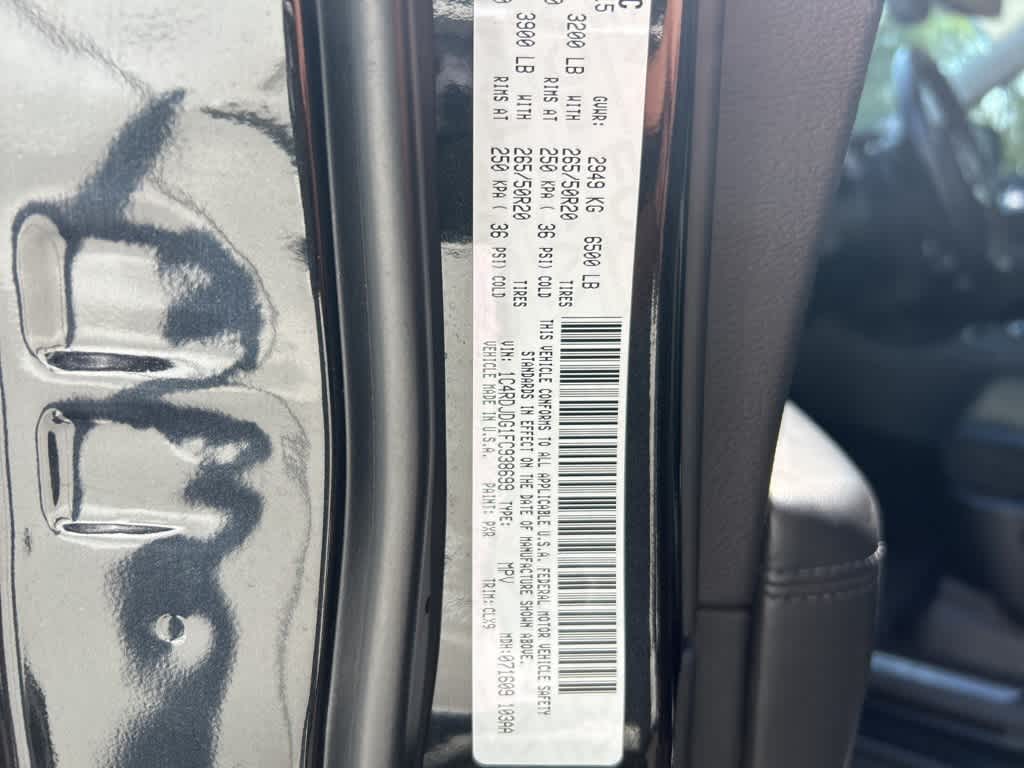 GVWR: 2949 KG 6500 LB
3200 LB WITH 265/50R20 TIRES
RIMS AT 250 KPA ( 36 PSI) COLD
3900 LB WITH 265/50R20 TIRES
RIMS AT 250 KPA ( 36 PSI) COLD
THIS VEHICLE CONFORMS TO ALL APPLICABLE U.S.A. FEDERAL MOTOR VEHICLE SAFETY
STANDARDS IN EFFECT ON THE DATE OF MANUFACTURE SHOWN ABOVE.
VIN: 1C4RDJDG1FC938699 TYPE: MPV MDH:071609 103AA
VEHICLE MADE IN U.S.A. PAINT: PXR TRIM:CLX9